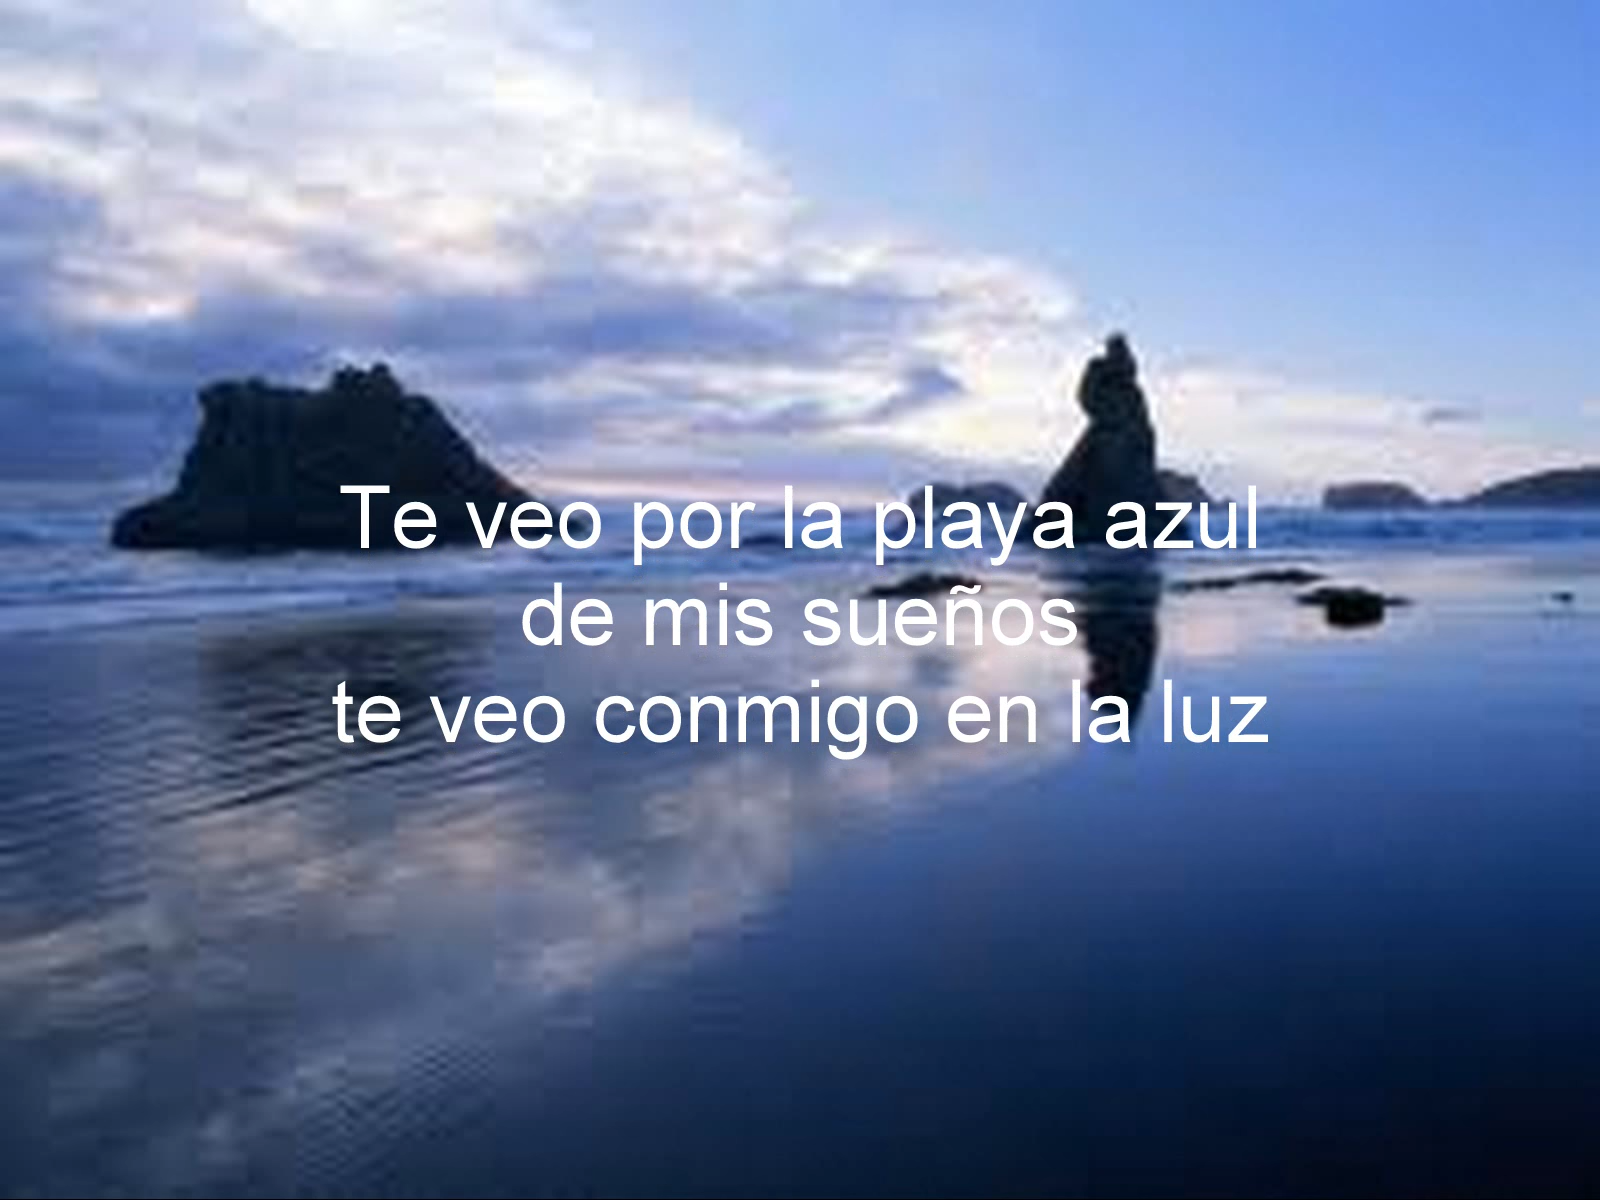 Te veo por la playa azul
de mis sueños
te veo conmigo en la luz